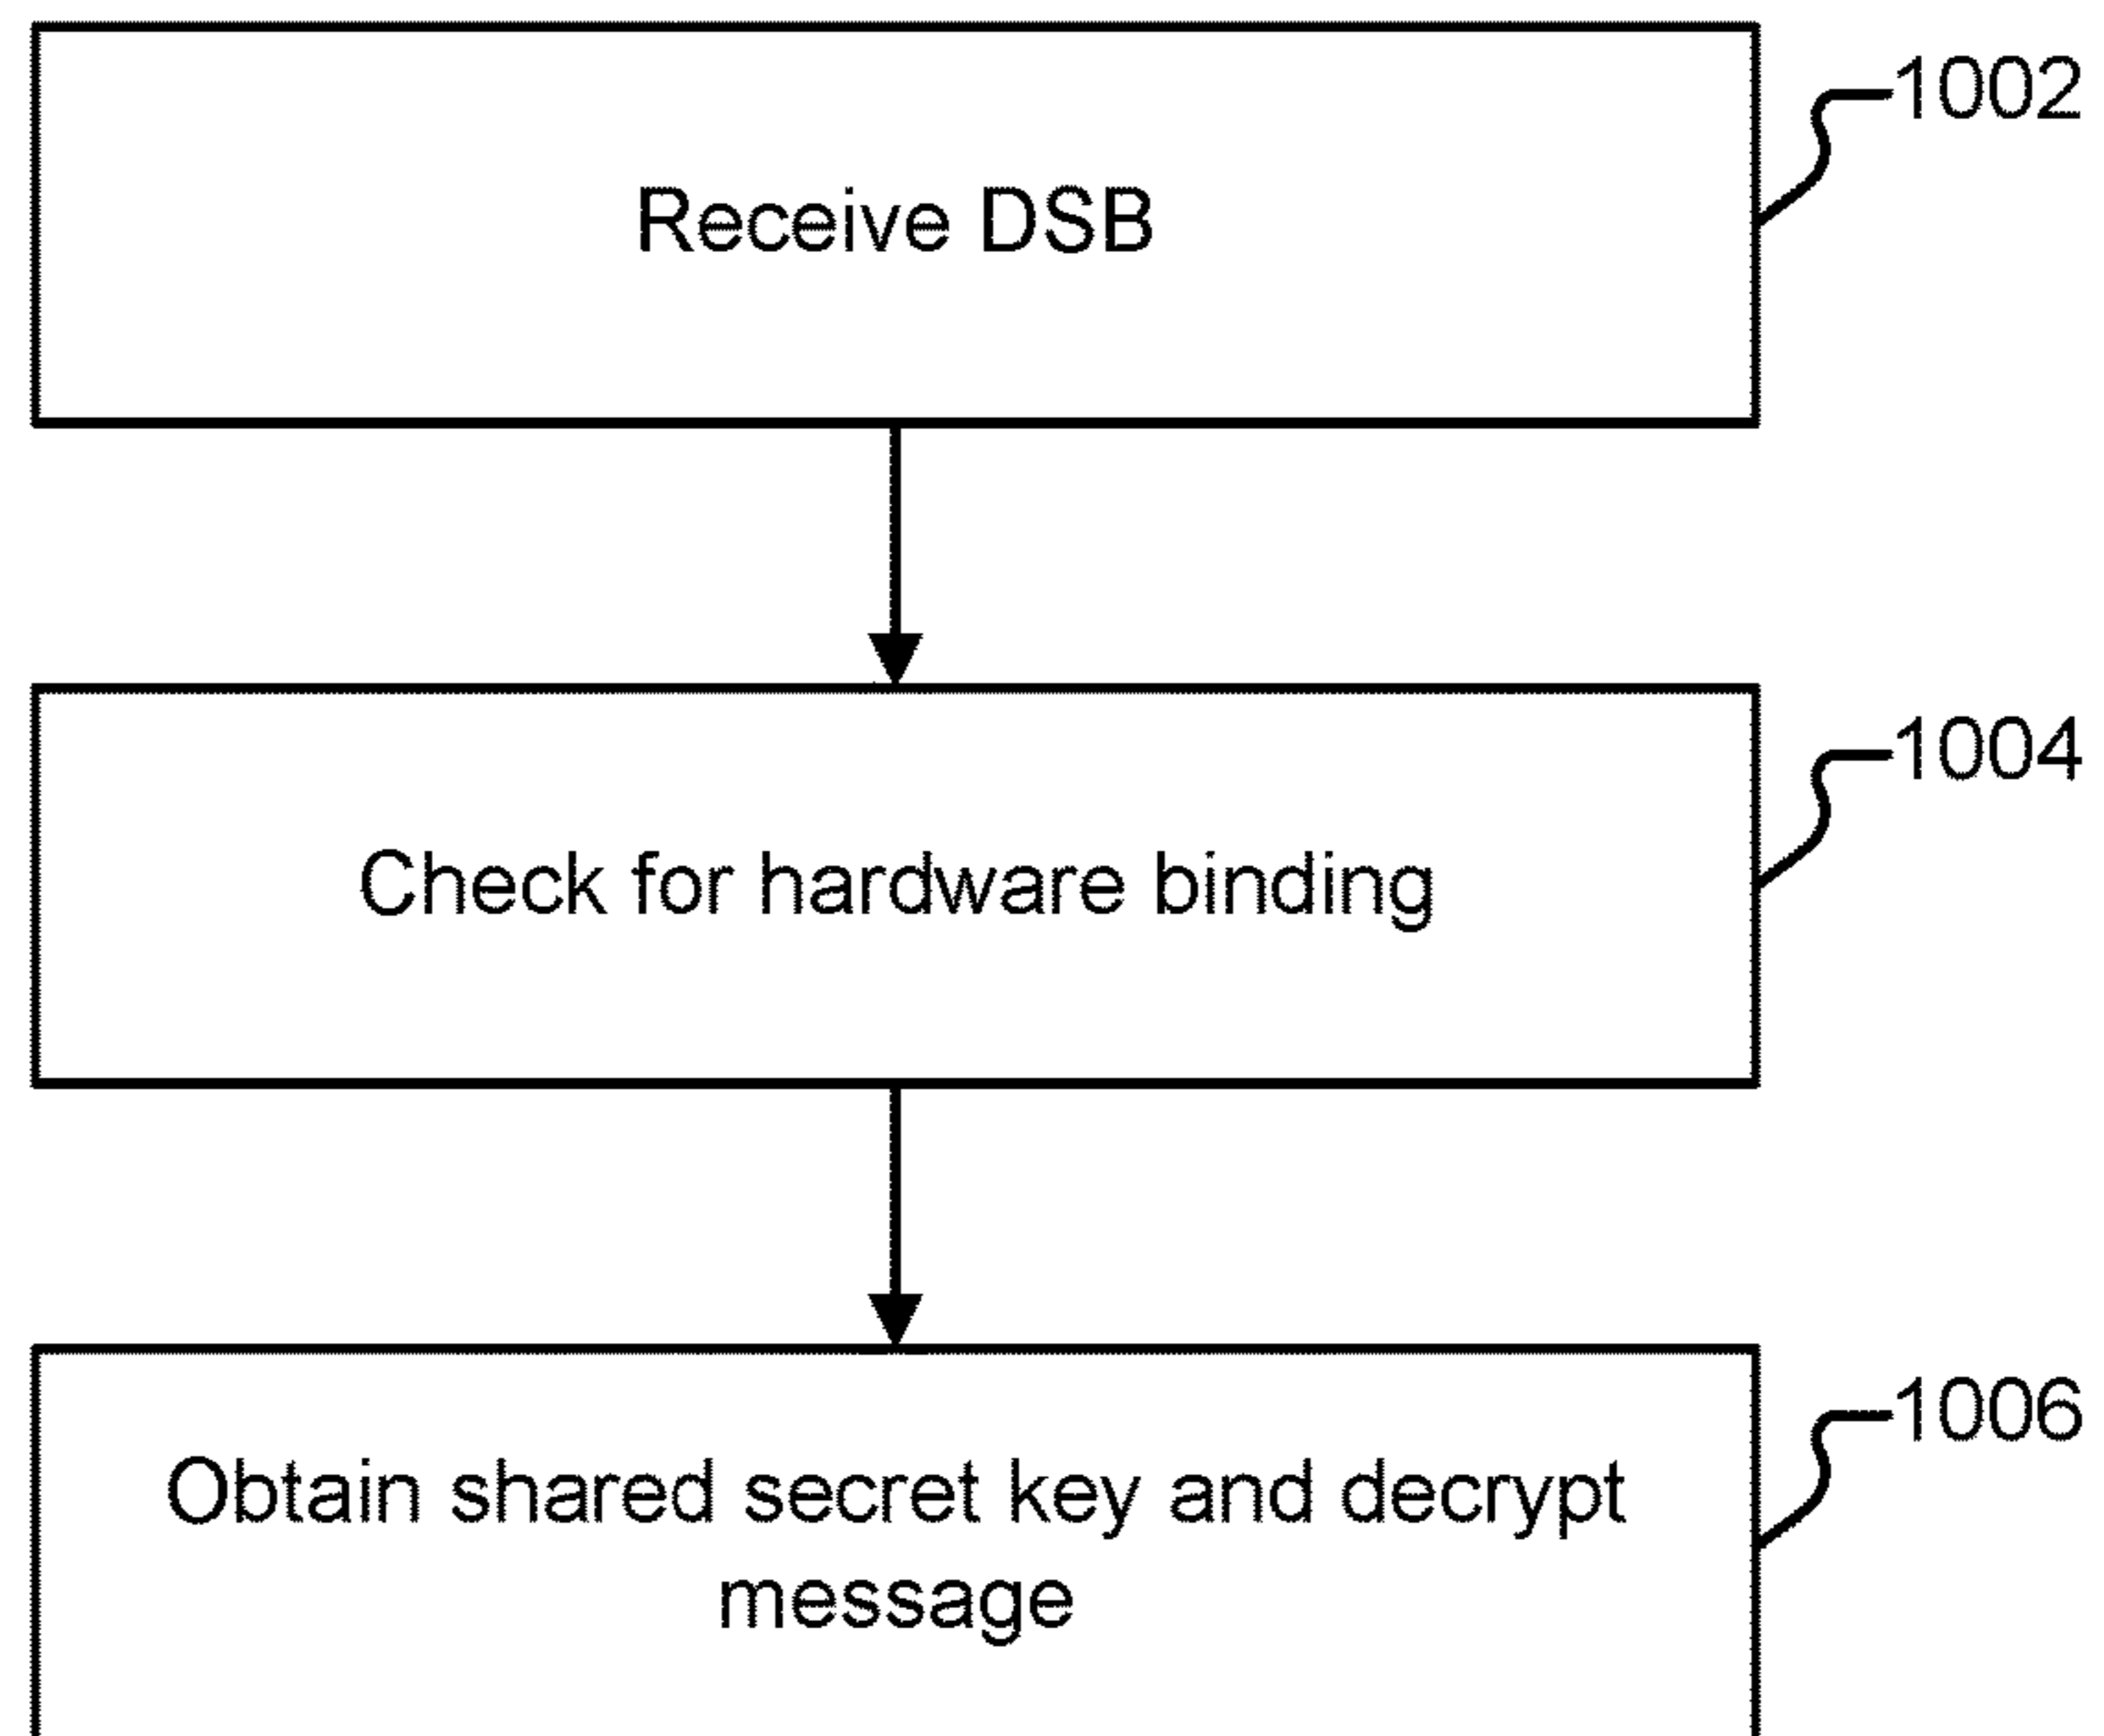 1002
Receive DSB
1004
Check for hardware binding
1006
Obtain shared secret key and decrypt
message